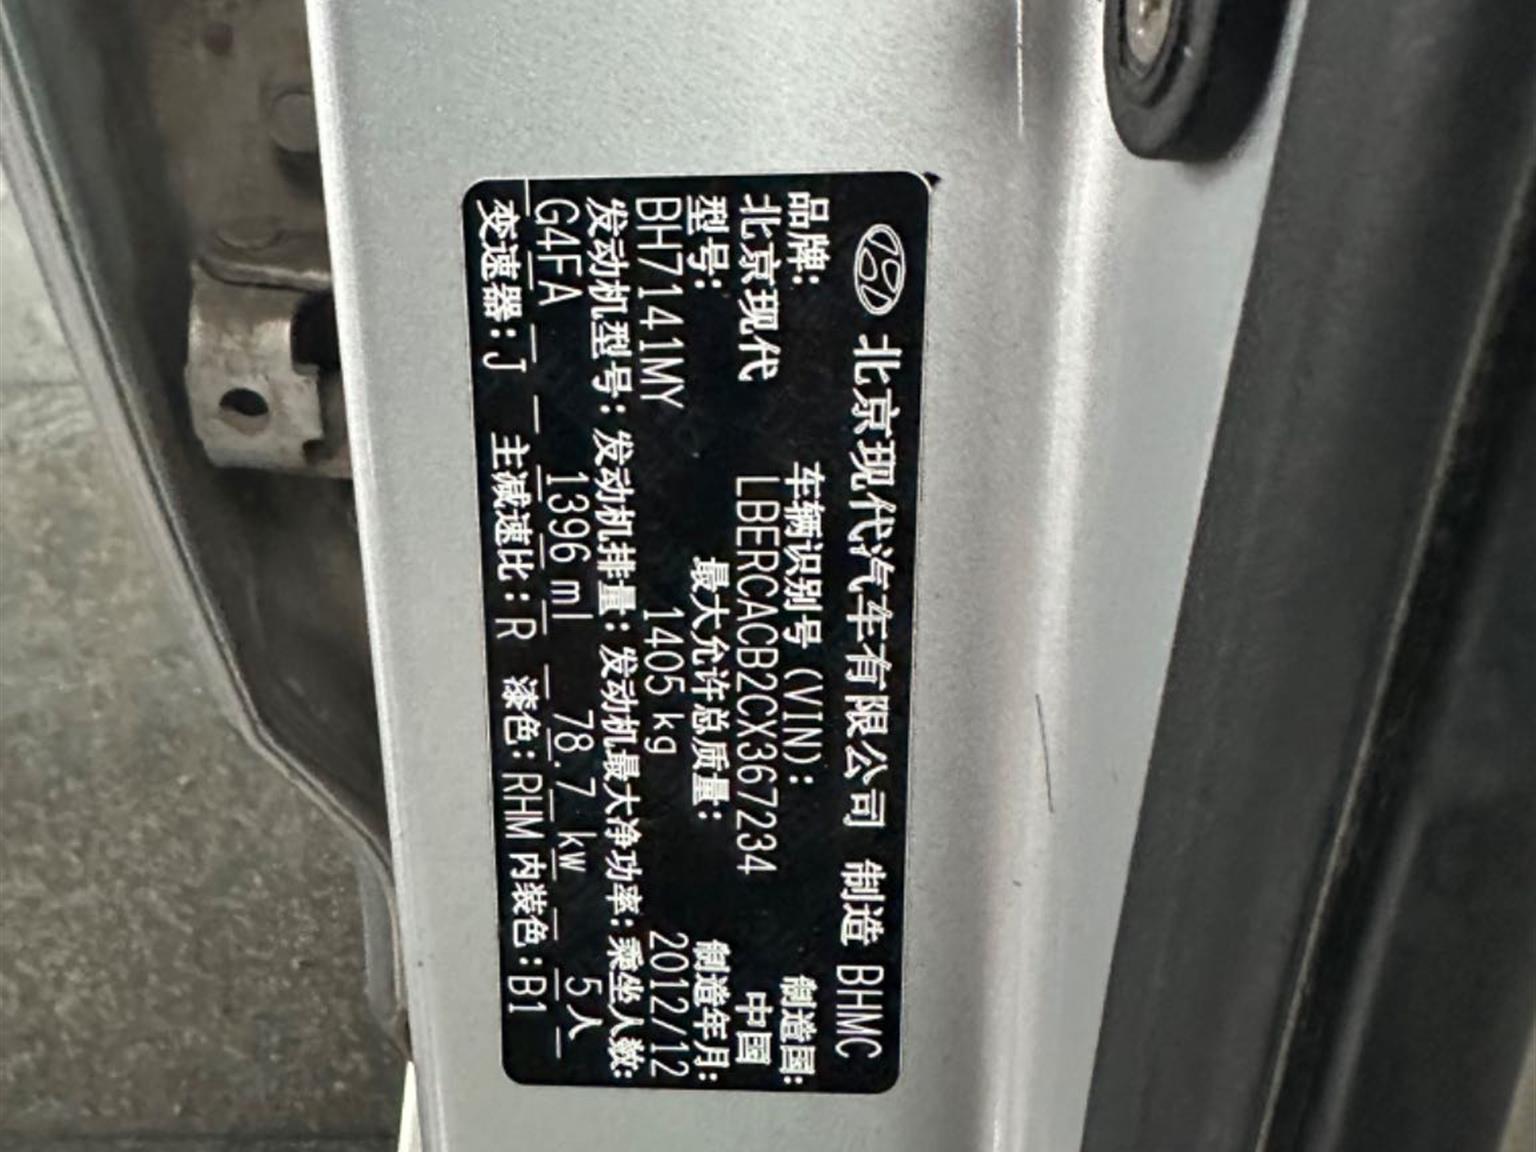 北京现代汽车有限公司 制造 BHMC
品牌: 车辆识别号(VIN): 制造国:
北京现代 LBERCACB2CX367234 中国
型号: 最大允许总质量: 制造年月:
BH7141MY 1405 kg 2012/12
发动机型号: 发动机排量: 发动机最大净功率: 乘坐人数:
G4FA 1396 ml 78.7 kw 5人
变速器: J 主减速比: R 漆色: RHM 内装色: B1